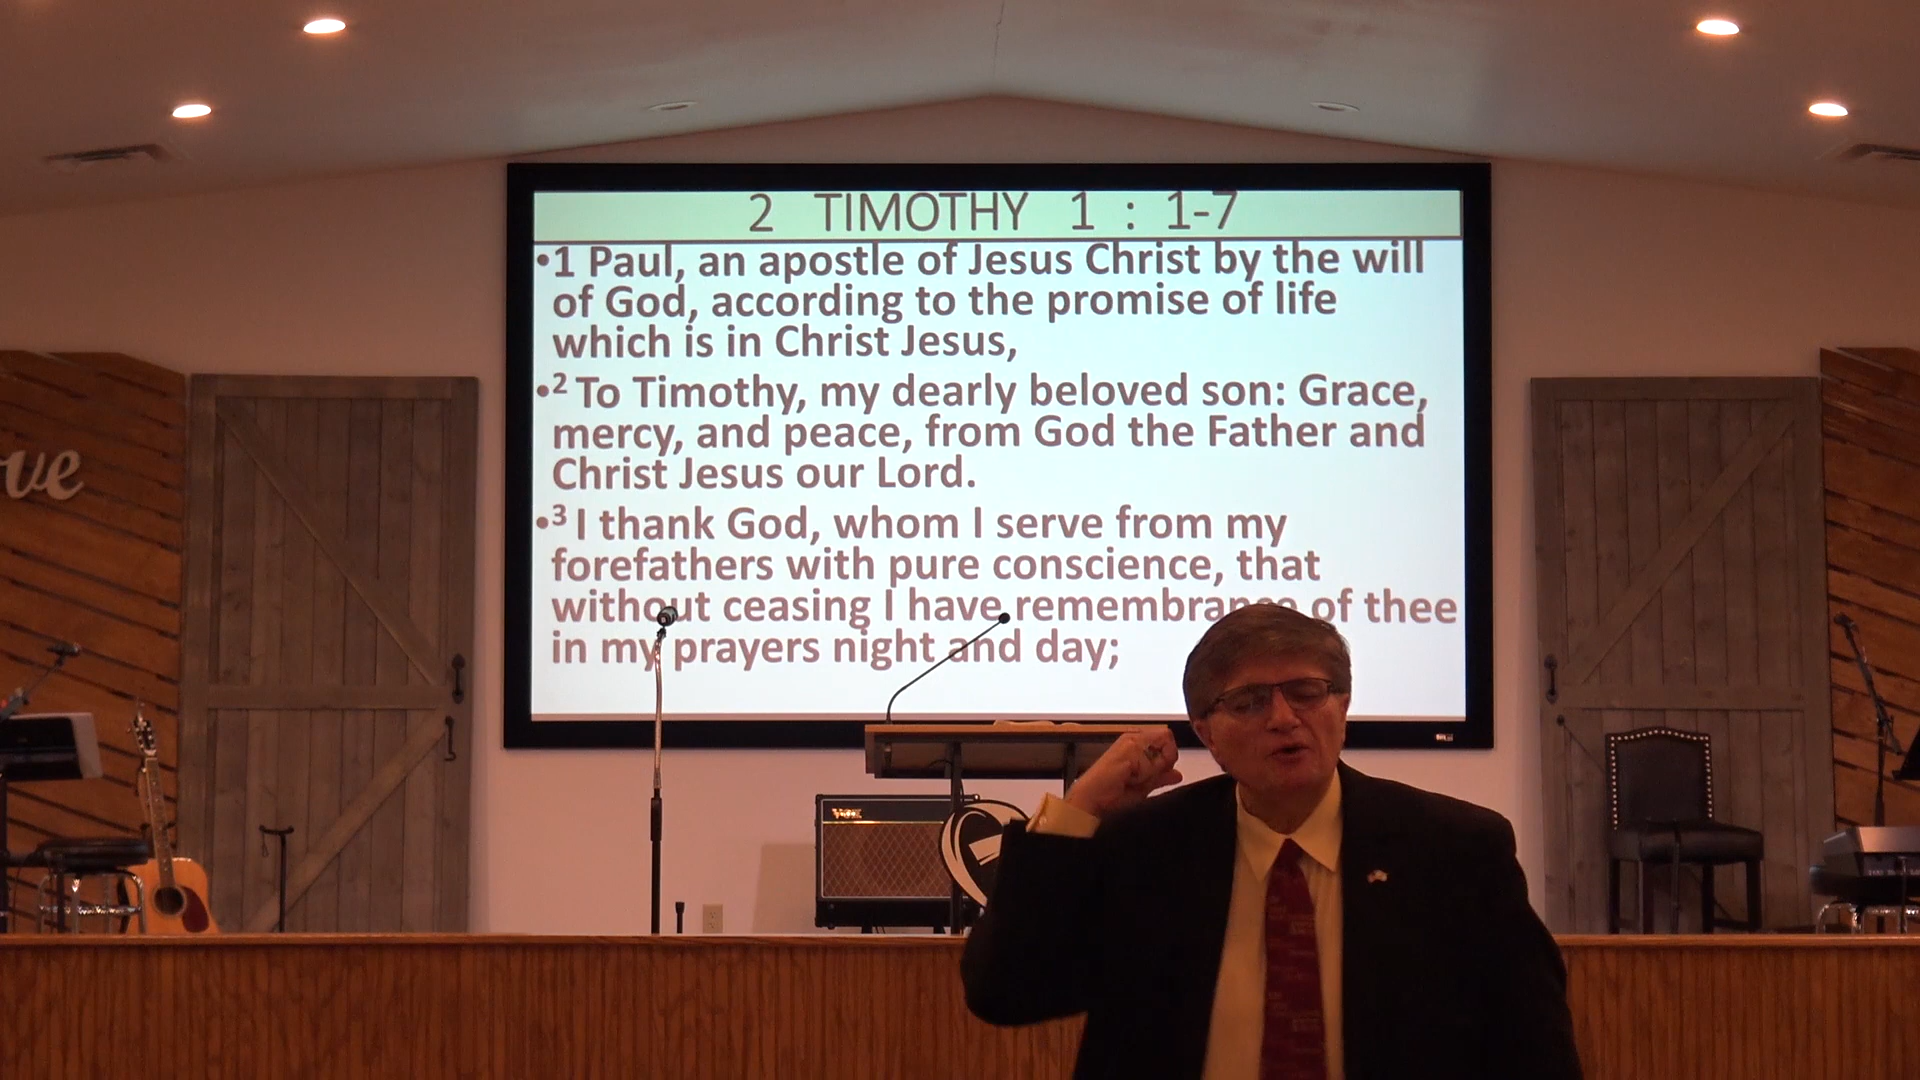 2 TIMOTHY 1 : 1-7
•1 Paul, an apostle of Jesus Christ by the will
of God, according to the promise of life
which is in Christ Jesus,
•2 To Timothy, my dearly beloved son: Grace,
mercy, and peace, from God the Father and
Christ Jesus our Lord.
•3 I thank God, whom I serve from my
forefathers with pure conscience, that
without ceasing I have remembrance of thee
in my prayers night and day;
ve
VOX